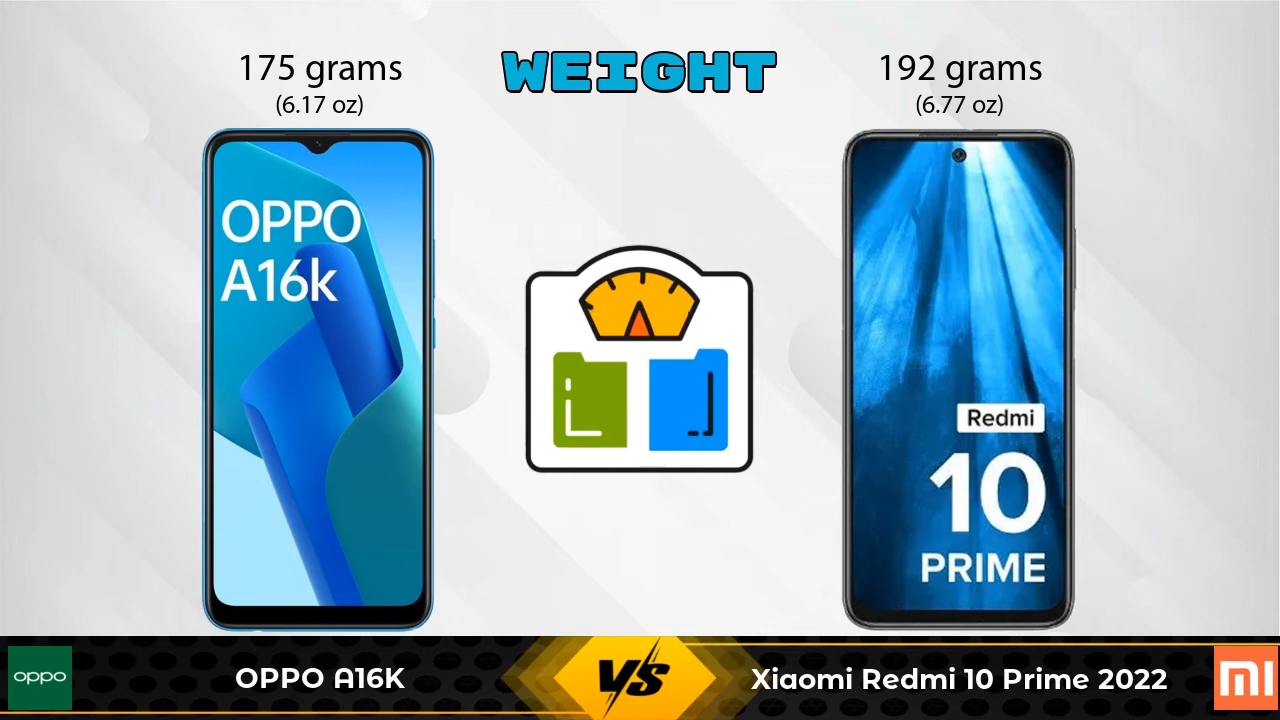 WEIGHT
175 grams
(6.17 oz)
192 grams
(6.77 oz)
OPPO
A16k
Redmi
10
PRIME
oppo
OPPO A16K
VS
Xiaomi Redmi 10 Prime 2022
MI